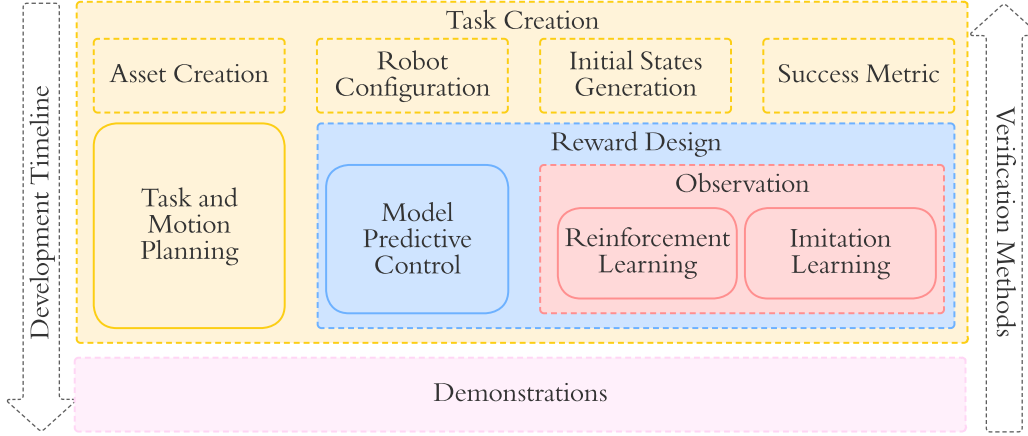 Task Creation
Asset Creation
Robot
Configuration
Initial States
Generation
Success Metric
Reward Design
Observation
Task and
Motion
Planning
Model
Predictive
Control
Reinforcement
Learning
Imitation
Learning
Demonstrations
Development Timeline
Verification Methods